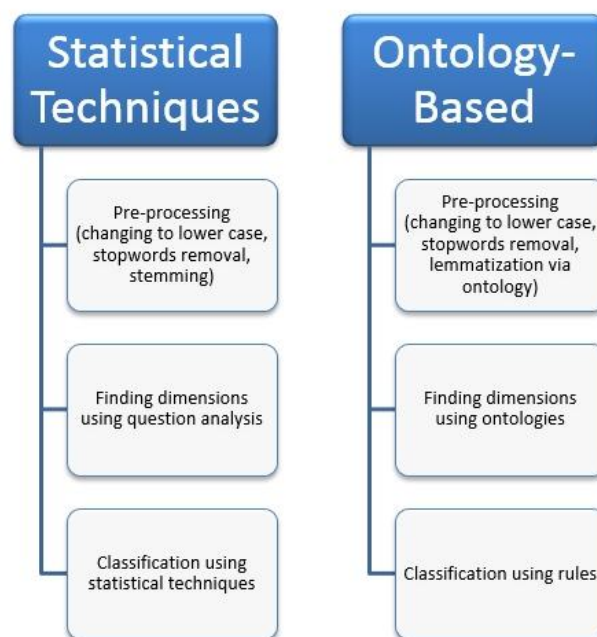 Statistical
Techniques
Pre-processing
(changing to lower case,
stopwords removal,
stemming)
Finding dimensions
using question analysis
Classification using
statistical techniques
Ontology-
Based
Pre-processing
(changing to lower case,
stopwords removal,
lemmatization via
ontology)
Finding dimensions
using ontologies
Classification using rules